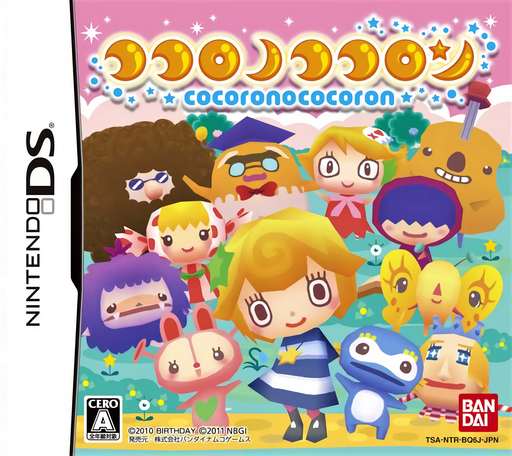 ココロノココロン
cocoronococoron
NINTENDO DS
CERO
A
全年齢対象
©2010 BIRTHDAY ©2011 NBGI
発売元 株式会社バンダイナムコゲームス
BAN
DAI
TSA-NTR-BQ6J-JPN